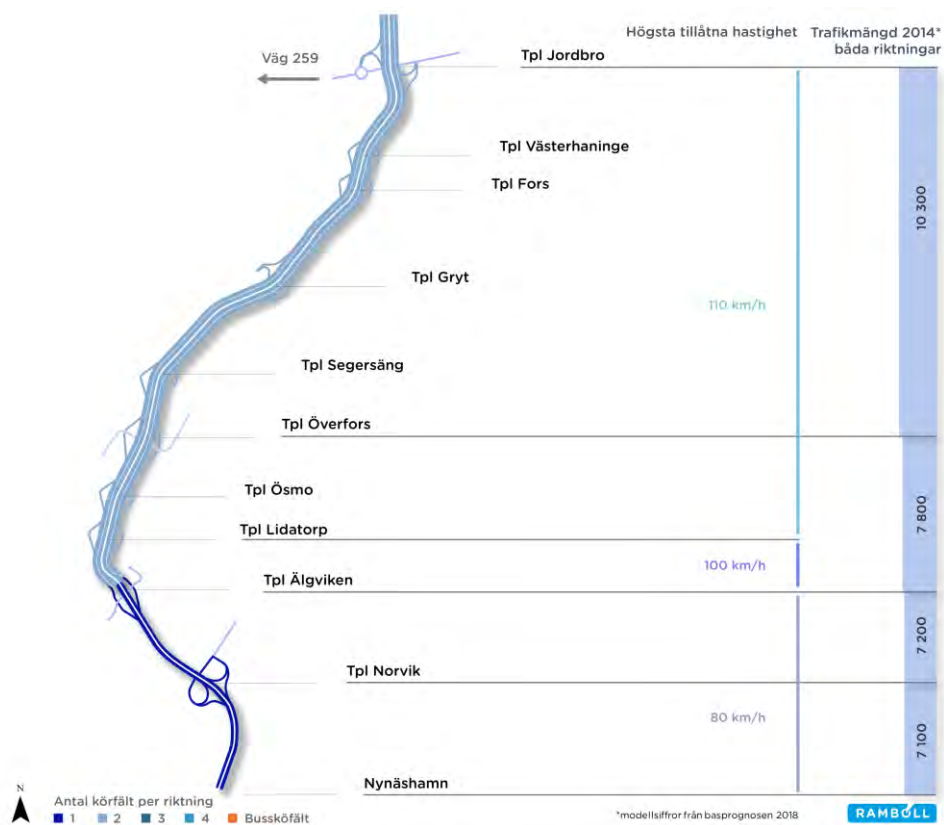 Högsta tillåtna hastighet
Trafikmängd 2014*
båda riktningar
Väg 259
Tpl Jordbro
Tpl Västerhaninge
Tpl Fors
10 300
Tpl Gryt
110 km/h
Tpl Segersäng
Tpl Överfors
Tpl Ösmo
7 800
Tpl Lidatorp
100 km/h
Tpl Älgviken
7 200
Tpl Norvik
80 km/h
7 100
Nynäshamn
N
Antal körfält per riktning
1 2 3 4 Bussköfält
*modellsiffror från basprognosen 2018
RAMBOLL